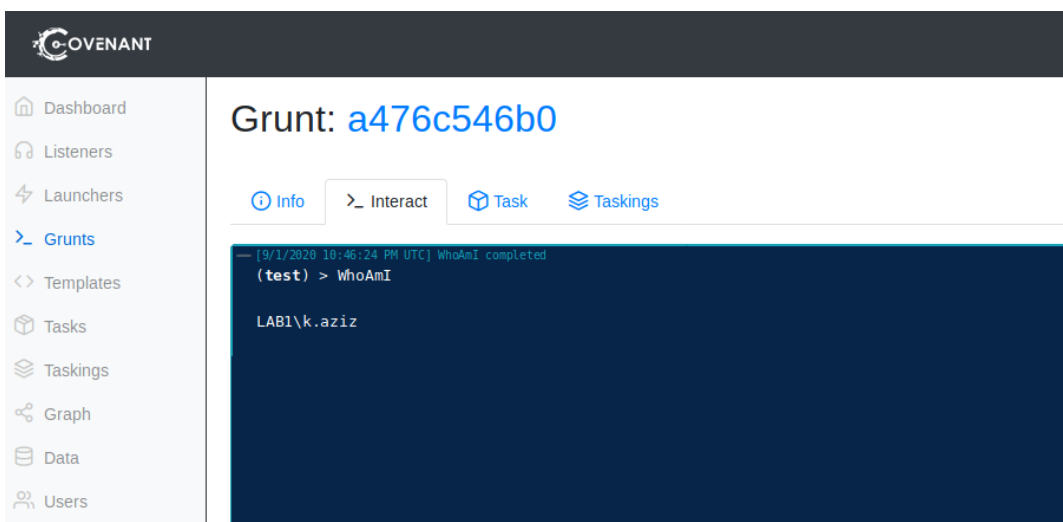 COVENANT
Dashboard
Listeners
Launchers
Grunts
Templates
Tasks
Taskings
Graph
Data
Users
Grunt: a476c546b0
Info
>_ Interact
Task
Taskings
[9/1/2020 10:46:24 PM UTC] WhoAmI completed
(test) > WhoAmI
LAB1\k.aziz